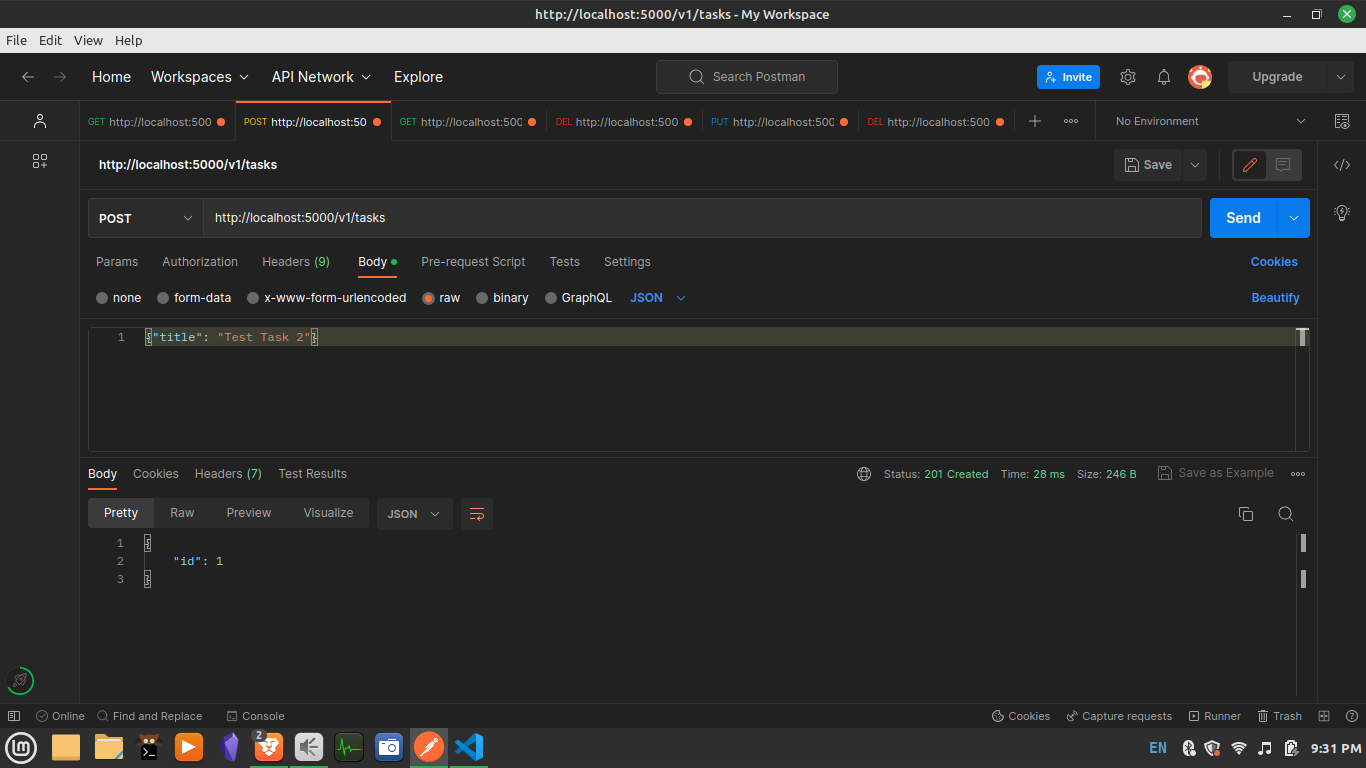 http://localhost:5000/v1/tasks - My Workspace
File Edit View Help
Home Workspaces API Network Explore Search Postman Invite Upgrade
GET http://localhost:500 POST http://localhost:50 GET http://localhost:500 DEL http://localhost:500 PUT http://localhost:500 DEL http://localhost:500 No Environment
http://localhost:5000/v1/tasks Save
POST http://localhost:5000/v1/tasks Send
Params Authorization Headers (9) Body Pre-request Script Tests Settings Cookies
none form-data x-www-form-urlencoded raw binary GraphQL JSON Beautify
1 {"title": "Test Task 2"}
Body Cookies Headers (7) Test Results Status: 201 Created Time: 28 ms Size: 246 B Save as Example
Pretty Raw Preview Visualize JSON
1 {
2 "id": 1
3 }
Online Find and Replace Console Cookies Capture requests Runner Trash
2 EN 9:31 PM